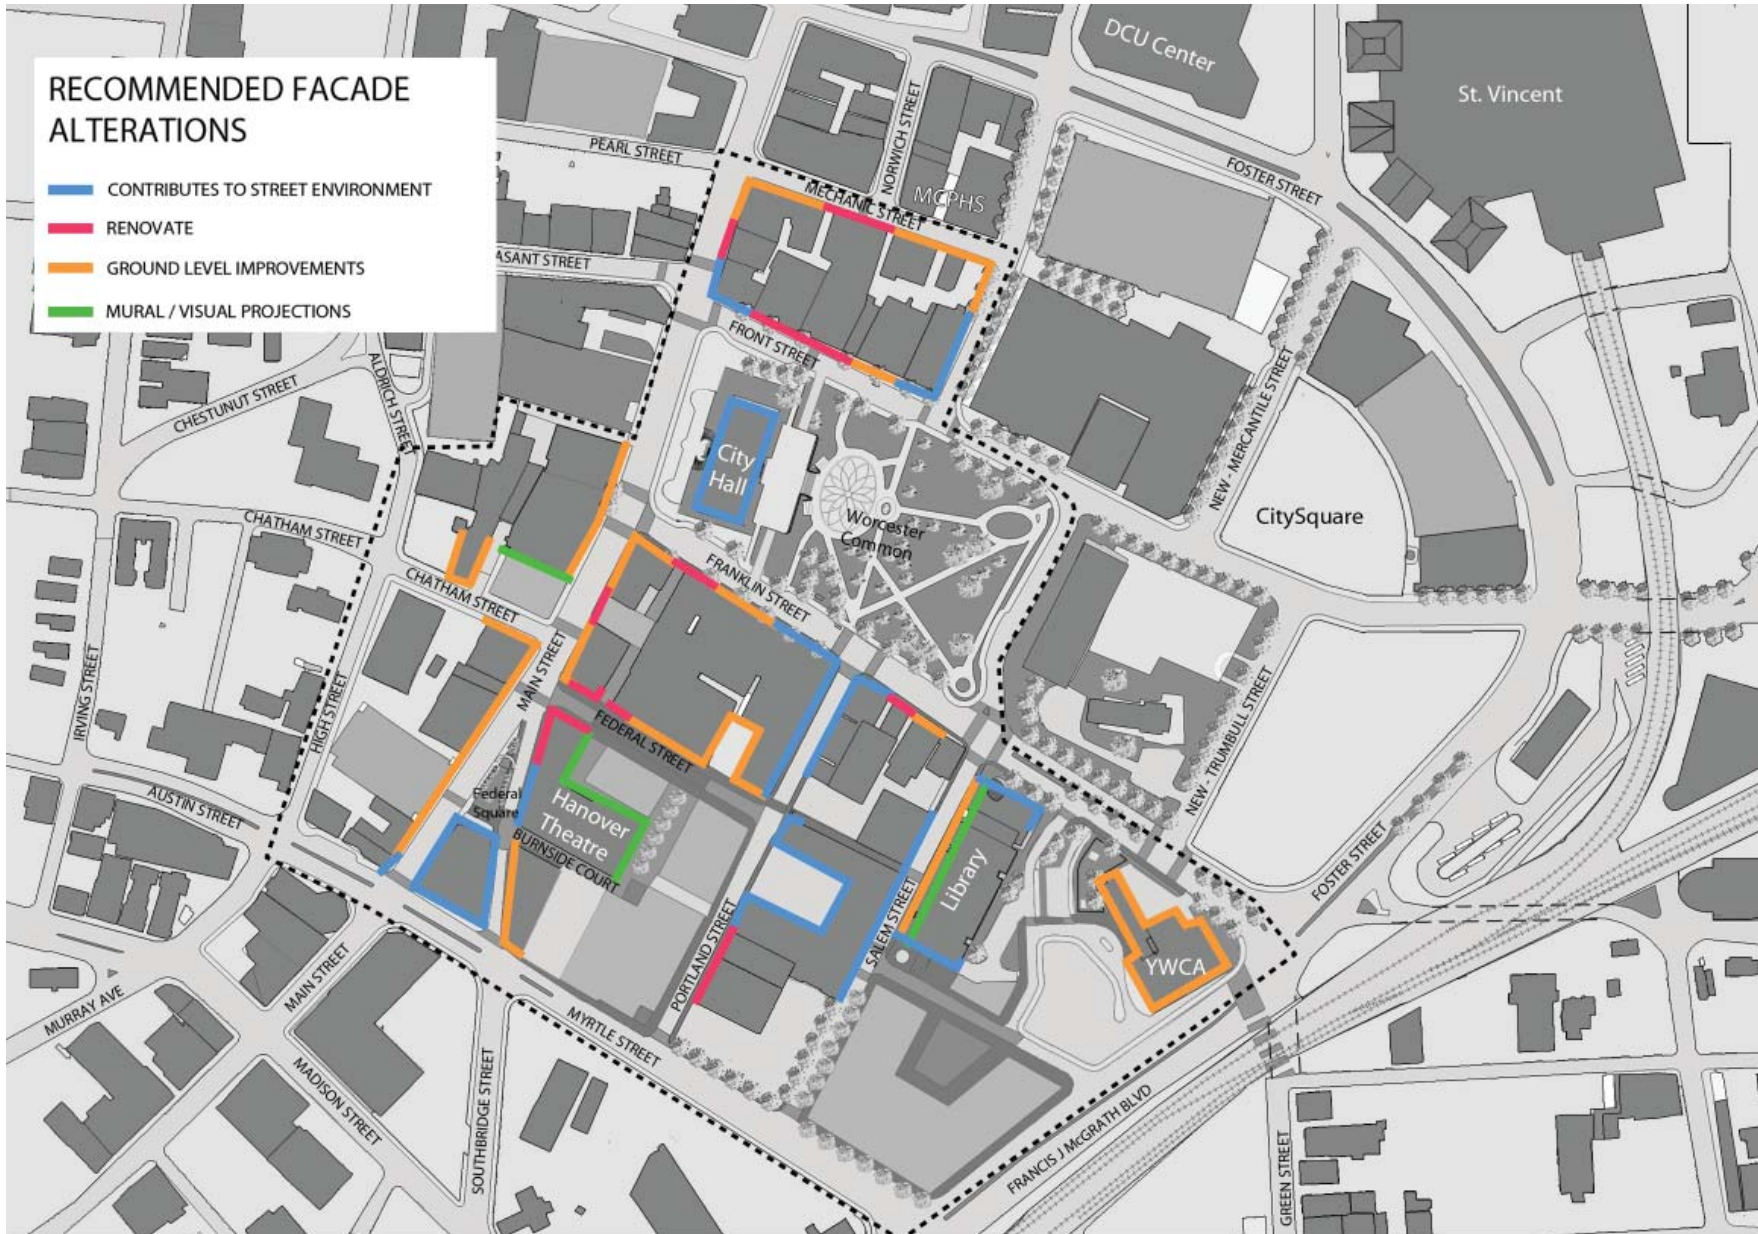 RECOMMENDED FACADE
ALTERATIONS
CONTRIBUTES TO STREET ENVIRONMENT
RENOVATE
GROUND LEVEL IMPROVEMENTS
MURAL / VISUAL PROJECTIONS
DCU Center
St. Vincent
PEARL STREET
NORWICH STREET
MECHANIC STREET
MCPHS
FOSTER STREET
ASANT STREET
FRONT STREET
ALDRICH STREET
CHESTUNUT STREET
NEW - MERCANTILE STREET
City
Hall
CitySquare
Worcester
Common
CHATHAM STREET
CHATHAM STREET
FRANKLIN STREET
MAIN STREET
IRVING STREET
HIGH STREET
FEDERAL STREET
NEW - TRUMBULL STREET
AUSTIN STREET
Federal
Square
Hanover
Theatre
BURNSIDE COURT
Library
FOSTER STREET
SALEM STREET
PORTLAND STREET
YWCA
MAIN STREET
MURRAY AVE
MYRTLE STREET
MADISON STREET
SOUTHBRIDGE STREET
FRANCIS J McGRATH BLVD
GREEN STREET